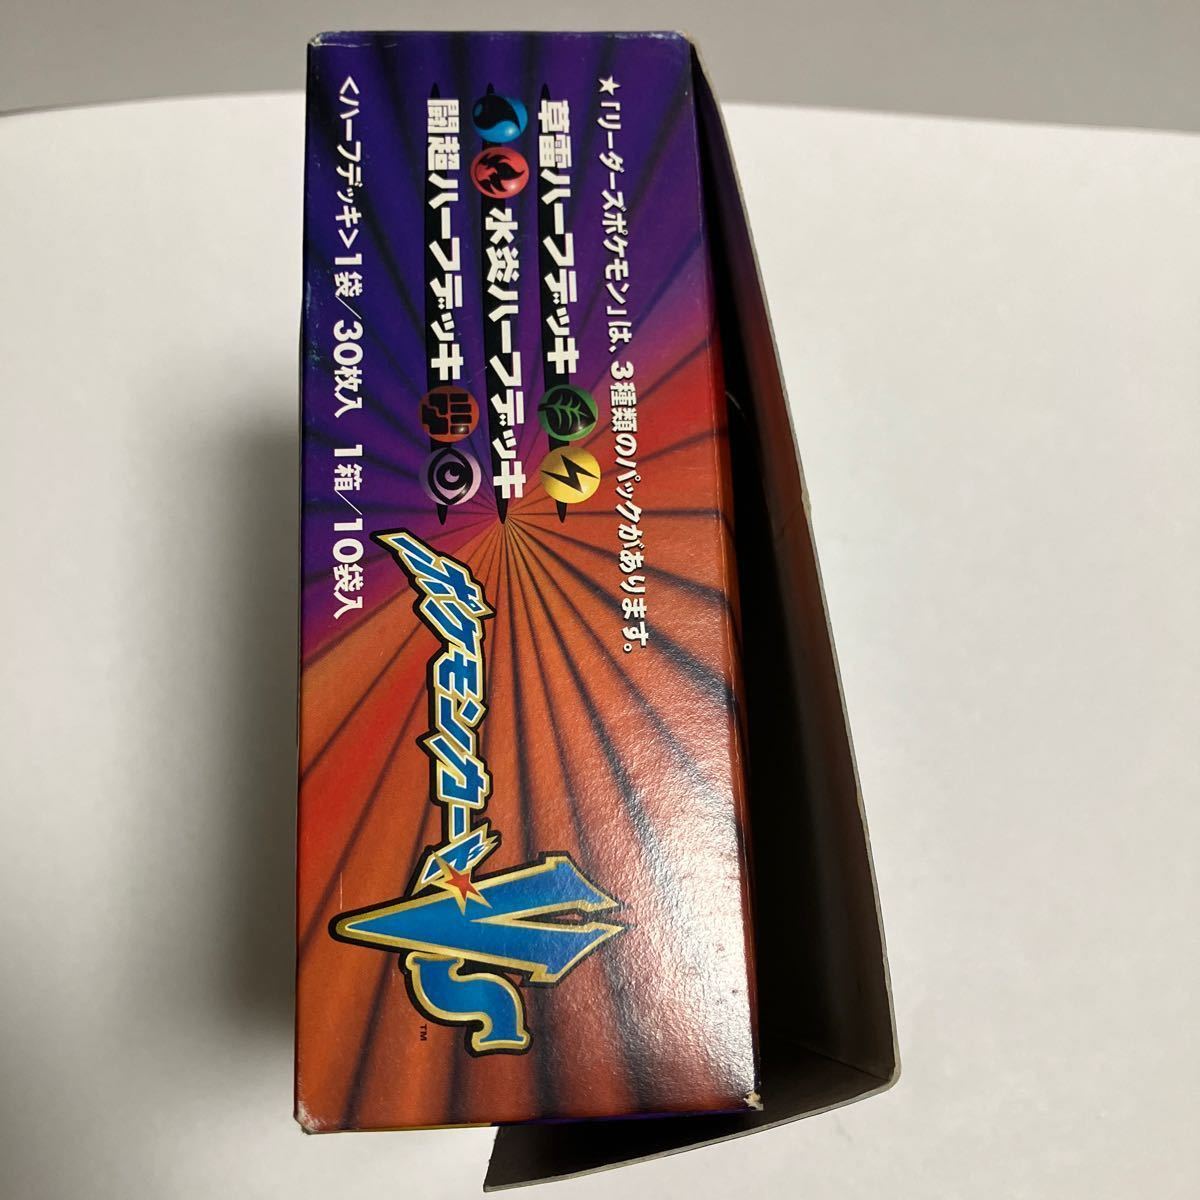 ★「リーダーズポケモン」は、3種類のパックがあります。
草雷ハーフデッキ
水炎ハーフデッキ
闘超ハーフデッキ
<ハーフデッキ>1袋/30枚入 1箱/10袋入
ポケモンカード★VS
™